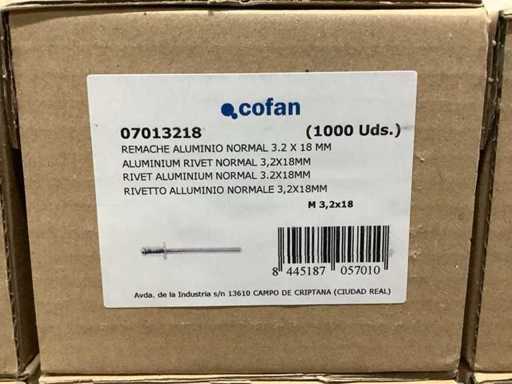 cofan
07013218 (1000 Uds.)
REMACHE ALUMINIO NORMAL 3.2 X 18 MM
ALUMINIUM RIVET NORMAL 3,2X18MM
RIVET ALUMINIUM NORMAL 3.2X18MM
RIVETTO ALLUMINIO NORMALE 3,2X18MM
M 3,2x18
8 445187 057010
Avda. de la Industria s/n 13610 CAMPO DE CRIPTANA (CIUDAD REAL)